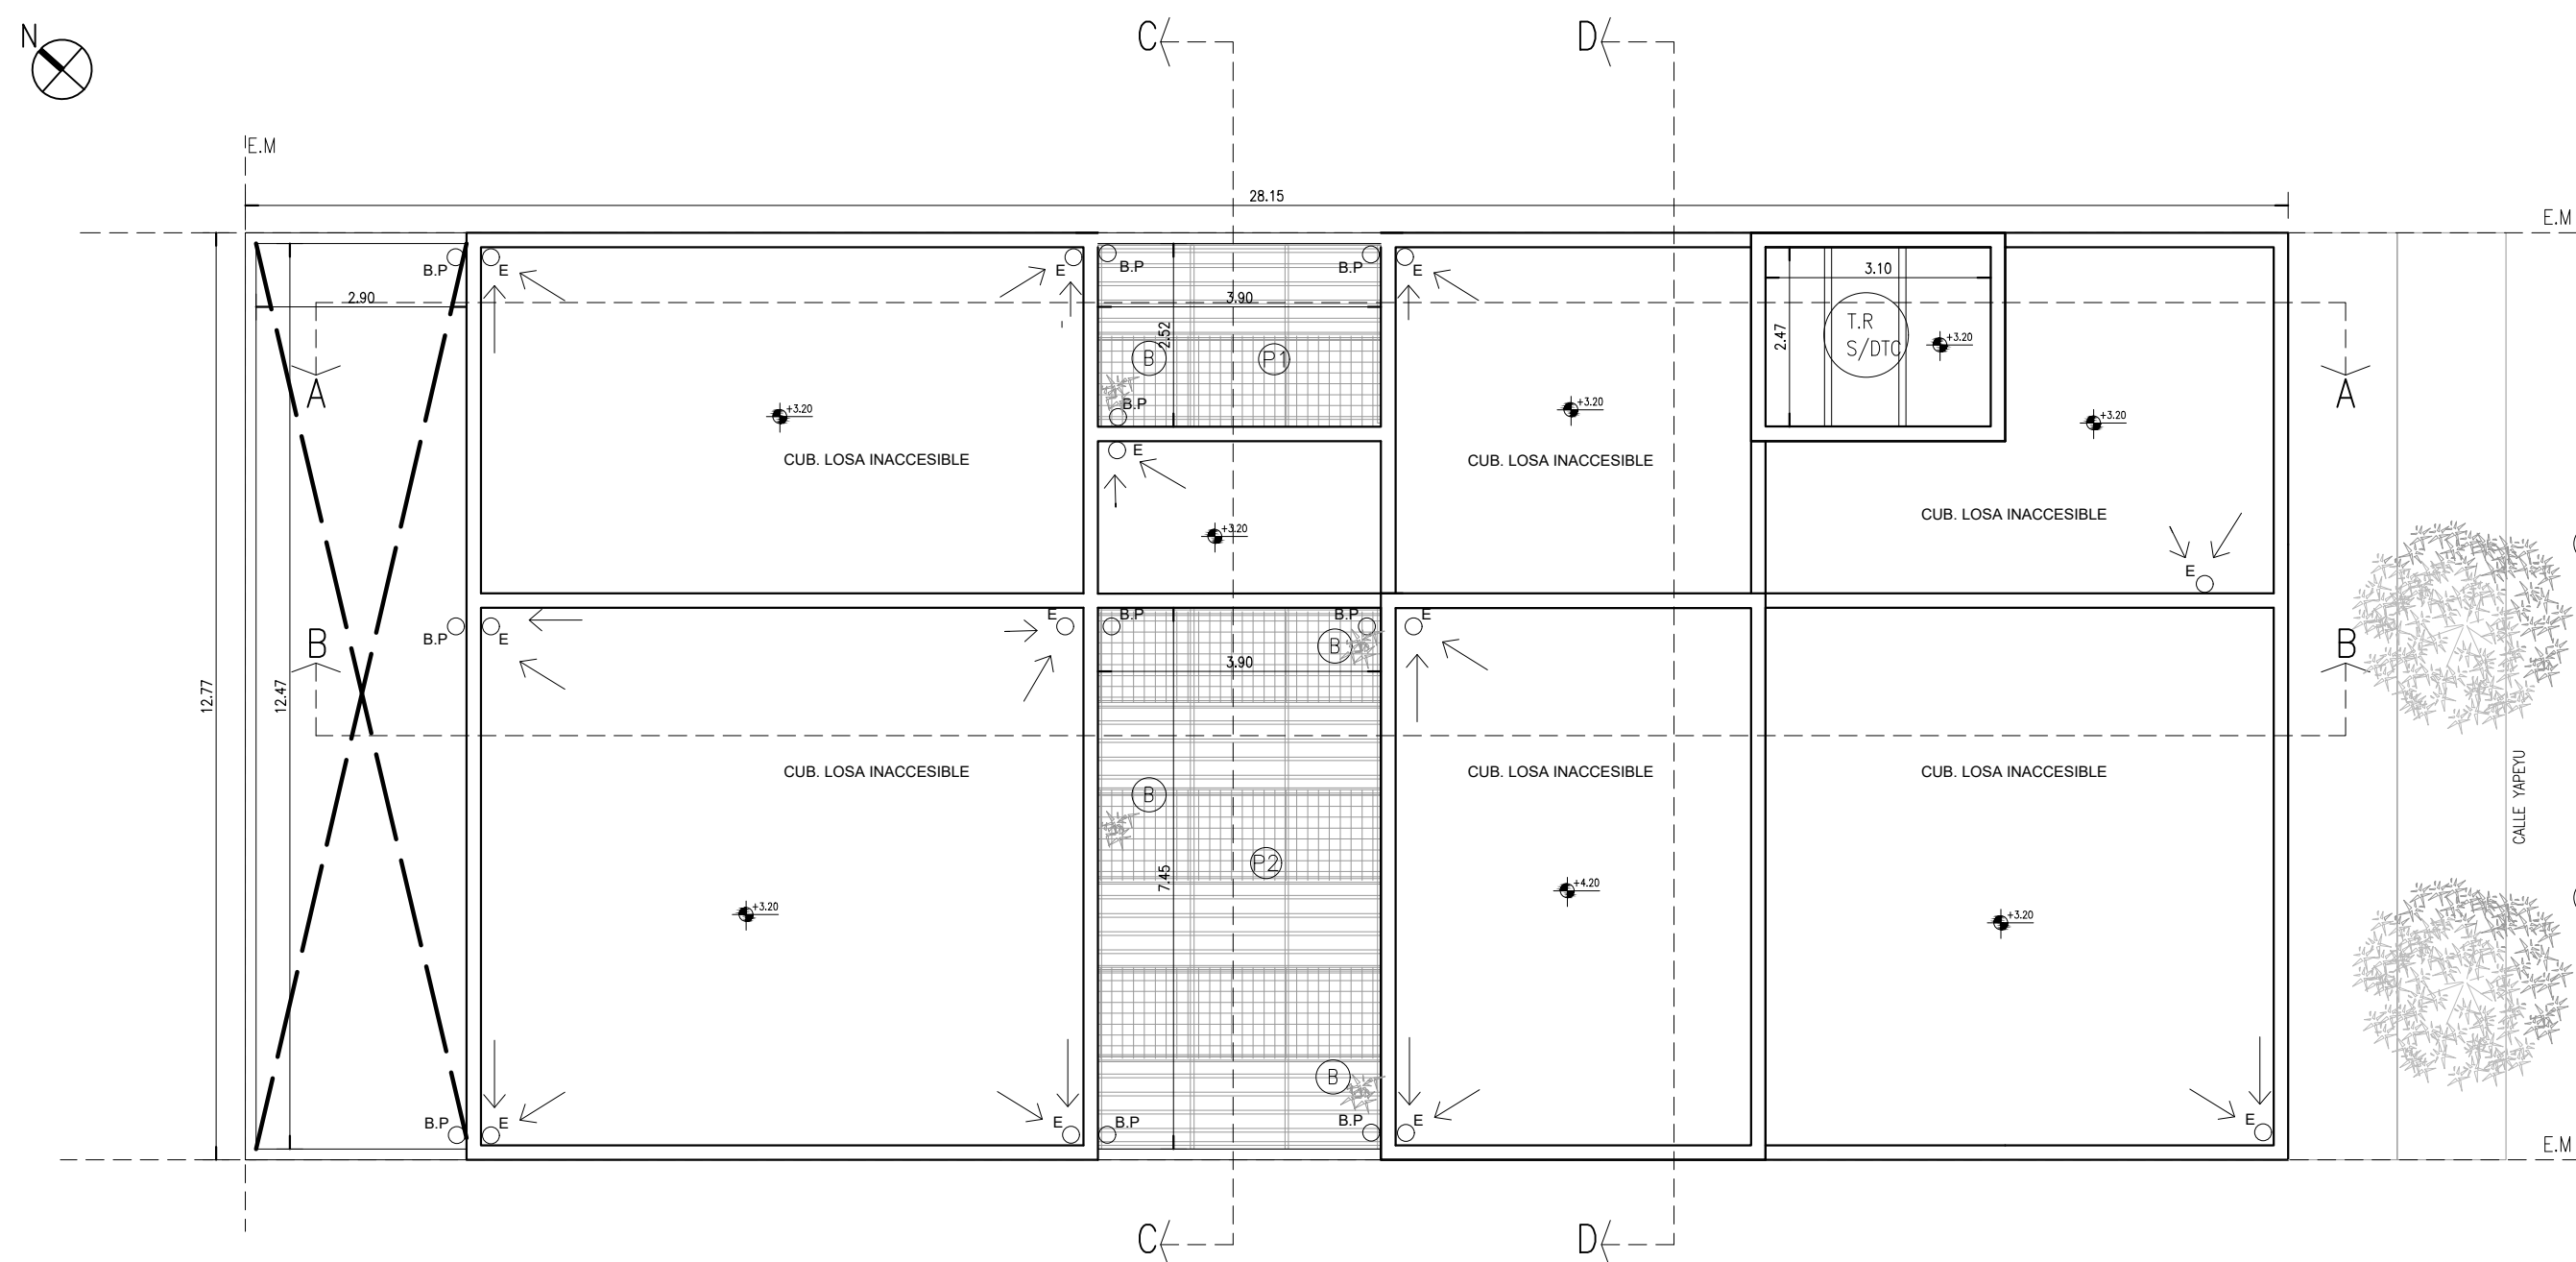 N
C
D
E.M
28.15
E.M
B.P
E
E
B.P
B.P
E
3.10
2.90
3.90
T.R
S/DTC
+3.20
2.47
2.52
B
P1
A
A
B.P
+3.20
+3.20
+3.20
CUB. LOSA INACCESIBLE
CUB. LOSA INACCESIBLE
E
CUB. LOSA INACCESIBLE
+3.20
E
B.P
E
E
B.P
B.P
E
B
B
B
3.90
12.77
12.47
CUB. LOSA INACCESIBLE
CUB. LOSA INACCESIBLE
CUB. LOSA INACCESIBLE
CALLE YAPEYU
B
P2
7.45
+4.20
+3.20
+3.20
B
B.P
E
E
B.P
B.P
E
E
E.M
C
D